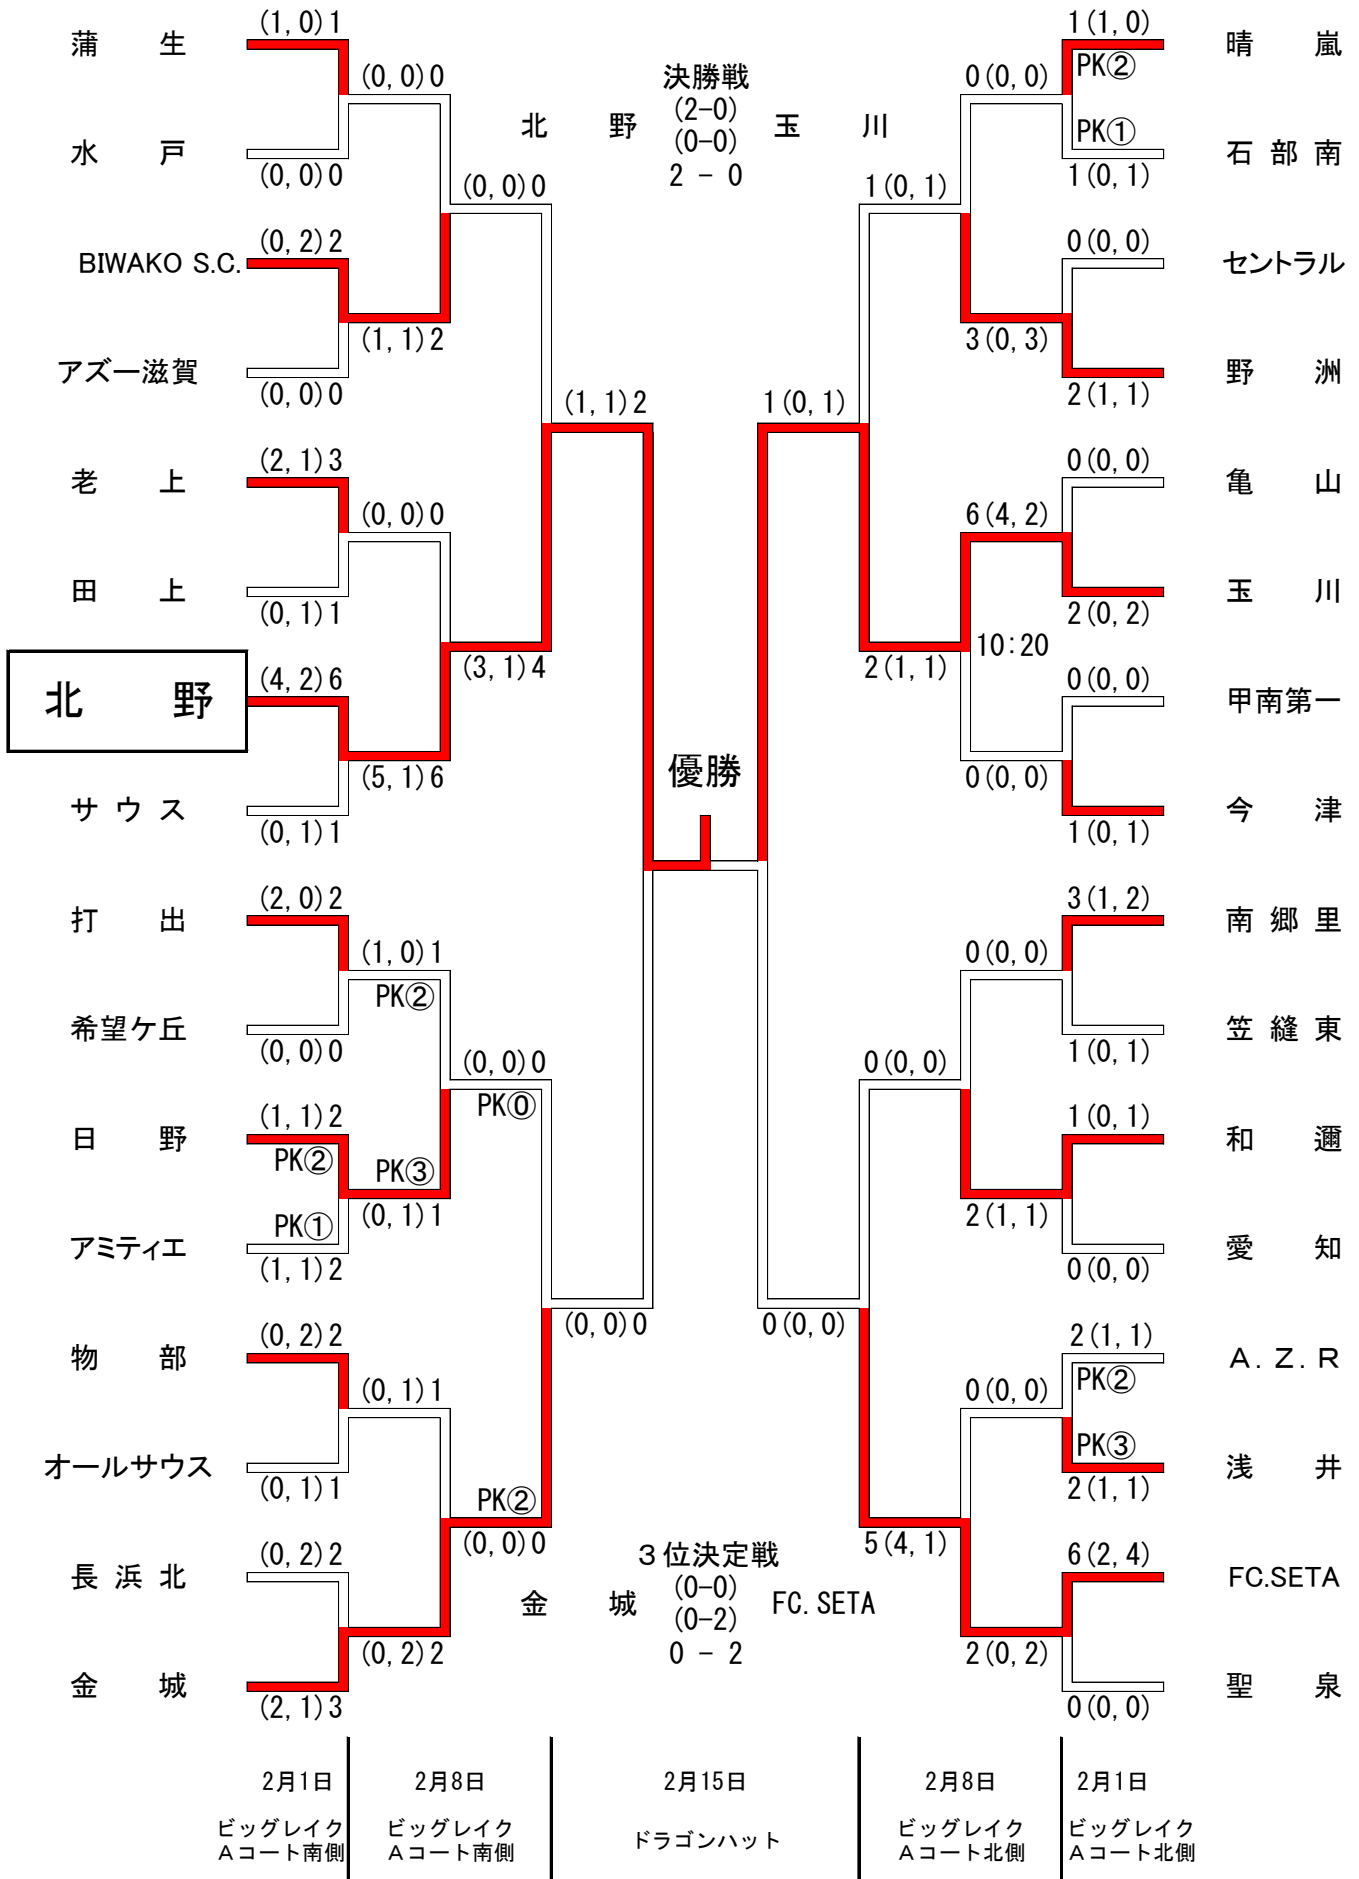 (1,0)1
蒲　生
(0,0)0
水　戸
(0,0)0
(0,0)0
(0,2)2
BIWAKO S.C.
(1,1)2
アズー滋賀
(0,0)0
(1,1)2
(2,1)3
老　上
(0,0)0
田　上
(0,1)1
(3,1)4
(4,2)6
北　野
(5,1)6
サウス
(0,1)1
(2,0)2
打　出
(1,0)1
PK②
希望ケ丘
(0,0)0
(0,0)0
PK⓪
(1,1)2
日　野
PK②
PK③
(0,1)1
PK①
アミティエ
(1,1)2
(0,0)0
(0,2)2
物　部
(0,1)1
オールサウス
(0,1)1
PK②
(0,0)0
(0,2)2
長浜北
(0,2)2
金　城
(2,1)3
決勝戦
(2-0)
北　野　(0-0)　玉　川
2 - 0
優勝
３位決定戦
(0-0)
金　城　(0-2)　FC.SETA
0 - 2
1(1,0)
晴　嵐
PK②
0(0,0)
PK①
石部南
1(0,1)
1(0,1)
0(0,0)
セントラル
3(0,3)
野　洲
2(1,1)
1(0,1)
0(0,0)
亀　山
6(4,2)
玉　川
2(0,2)
10:20
2(1,1)
0(0,0)
甲南第一
0(0,0)
今　津
1(0,1)
3(1,2)
南郷里
0(0,0)
笠縫東
1(0,1)
0(0,0)
1(0,1)
和　邇
2(1,1)
愛　知
0(0,0)
0(0,0)
2(1,1)
A.Z.R
PK②
0(0,0)
PK③
浅　井
2(1,1)
5(4,1)
6(2,4)
FC.SETA
2(0,2)
聖　泉
0(0,0)
2月1日
ビッグレイク
Ａコート南側
2月8日
ビッグレイク
Ａコート南側
2月15日
ドラゴンハット
2月8日
ビッグレイク
Ａコート北側
2月1日
ビッグレイク
Ａコート北側